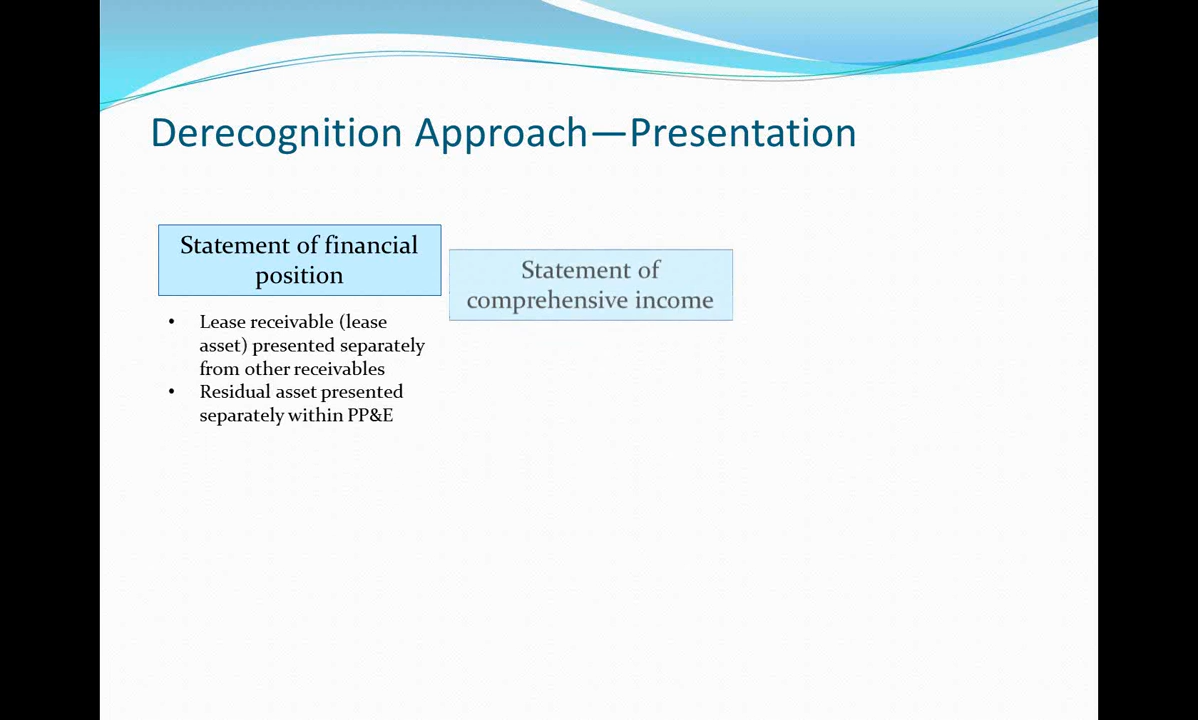 Derecognition Approach—Presentation
Statement of financial
position
• Lease receivable (lease
asset) presented separately
from other receivables
• Residual asset presented
separately within PP&E
Statement of
comprehensive income